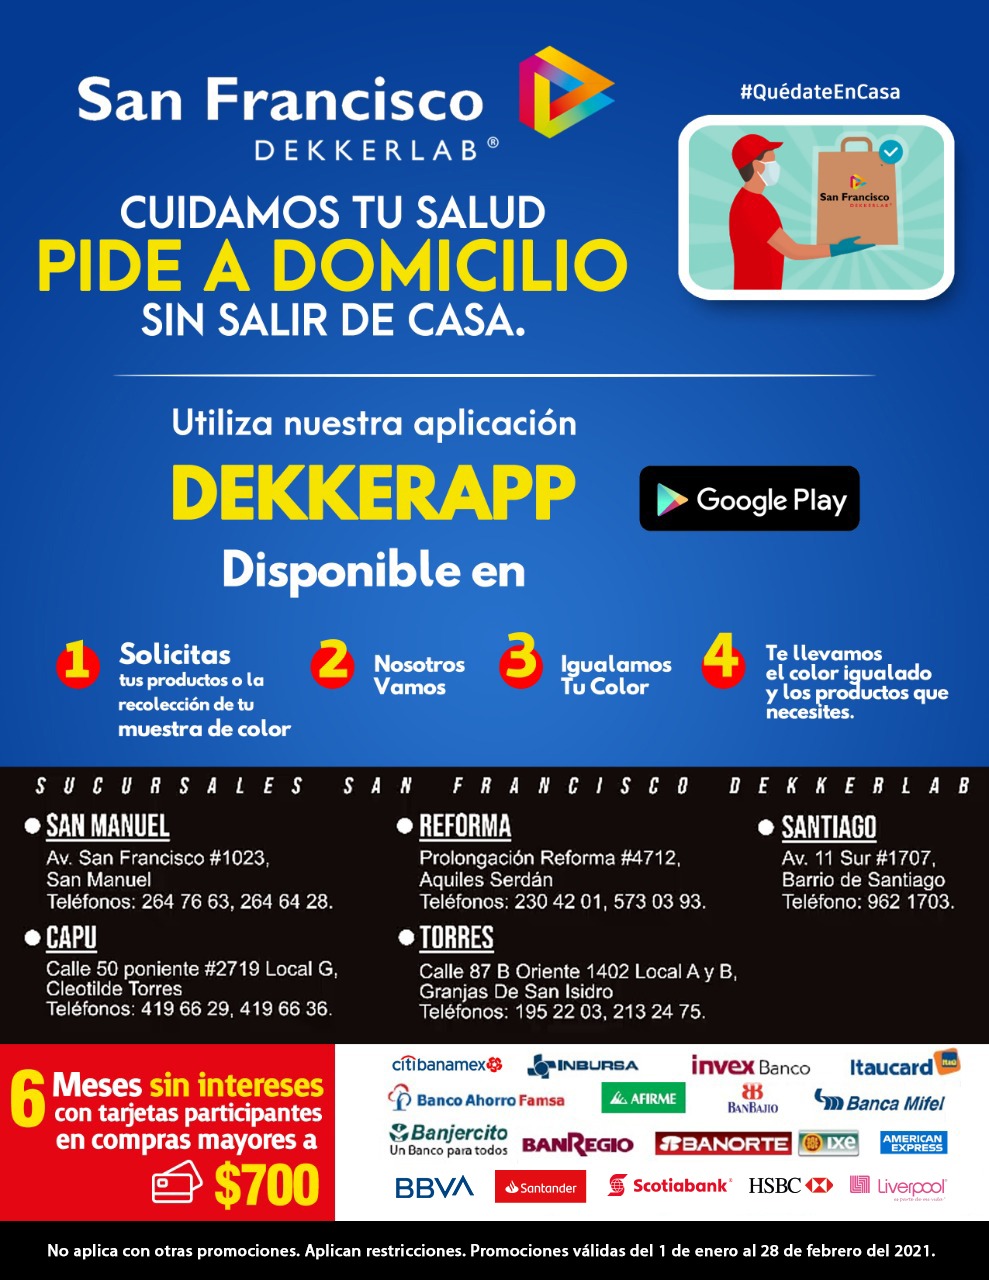 San Francisco
DEKKERLAB®
#QuédateEnCasa
San Francisco
DEKKERLAB®
CUIDAMOS TU SALUD
PIDE A DOMICILIO
SIN SALIR DE CASA.
Utiliza nuestra aplicación
DEKKERAPP
Disponible en
Google Play
1 Solicitas
tus productos o la
recolección de tu
muestra de color
2 Nosotros
Vamos
3 Igualamos
Tu Color
4 Te llevamos
el color igualado
y los productos que
necesites.
SUCURSALES SAN FRANCISCO DEKKERLAB
SAN MANUEL
Av. San Francisco #1023,
San Manuel
Teléfonos: 264 76 63, 264 64 28.
REFORMA
Prolongación Reforma #4712,
Aquiles Serdán
Teléfonos: 230 42 01, 573 03 93.
SANTIAGO
Av. 11 Sur #1707,
Barrio de Santiago
Teléfono: 962 1703.
CAPU
Calle 50 poniente #2719 Local G,
Cleotilde Torres
Teléfonos: 419 66 29, 419 66 36.
TORRES
Calle 87 B Oriente 1402 Local A y B,
Granjas De San Isidro
Teléfonos: 195 22 03, 213 24 75.
6 Meses sin intereses
con tarjetas participantes
en compras mayores a
$700
citibanamex INBURSA invex Banco Itaucard Itaú
Banco Ahorro Famsa AFIRME BANBAJIO Banca Mifel
Banjercito
Un Banco para todos
BANREGIO BANORTE IXE AMERICAN
EXPRESS
BBVA Santander Scotiabank® HSBC Liverpool®
es parte de mi vida®
No aplica con otras promociones. Aplican restricciones. Promociones válidas del 1 de enero al 28 de febrero del 2021.